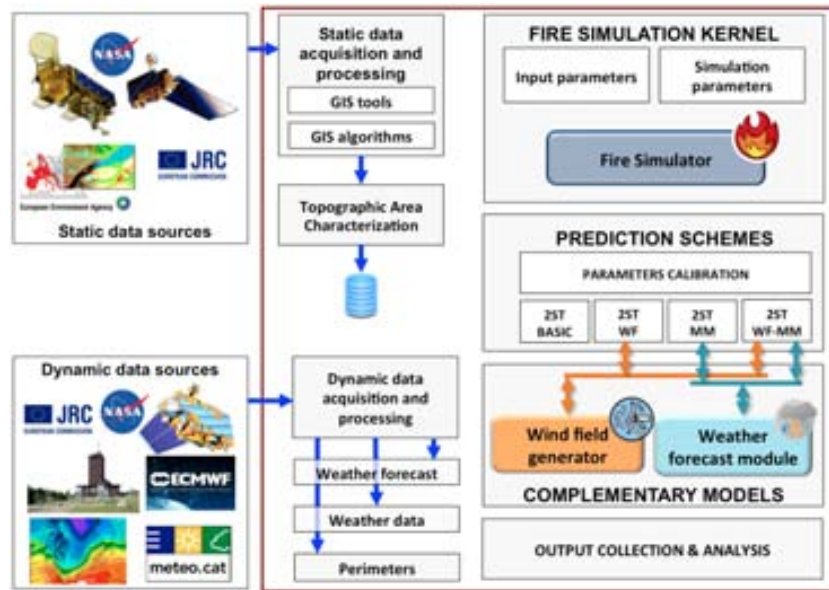 NASA
JRC
EUROPEAN COMMISSION
European Environment Agency
Static data sources
Static data
acquisition and
processing
GIS tools
GIS algorithms
Topographic Area
Characterization
Dynamic data sources
JRC
EUROPEAN COMMISSION
NASA
ECMWF
meteo.cat
Dynamic data
acquisition and
processing
Weather forecast
Weather data
Perimeters
FIRE SIMULATION KERNEL
Input parameters
Simulation
parameters
Fire Simulator
PREDICTION SCHEMES
PARAMETERS CALIBRATION
2ST
BASIC
2ST
WF
2ST
MM
2ST
WF-MM
Wind field
generator
Weather
forecast module
COMPLEMENTARY MODELS
OUTPUT COLLECTION & ANALYSIS